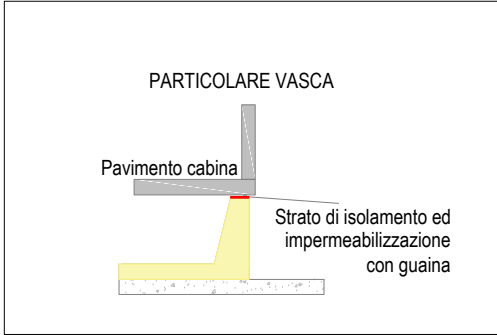 PARTICOLARE VASCA
Pavimento cabina
Strato di isolamento ed
impermeabilizzazione
con guaina